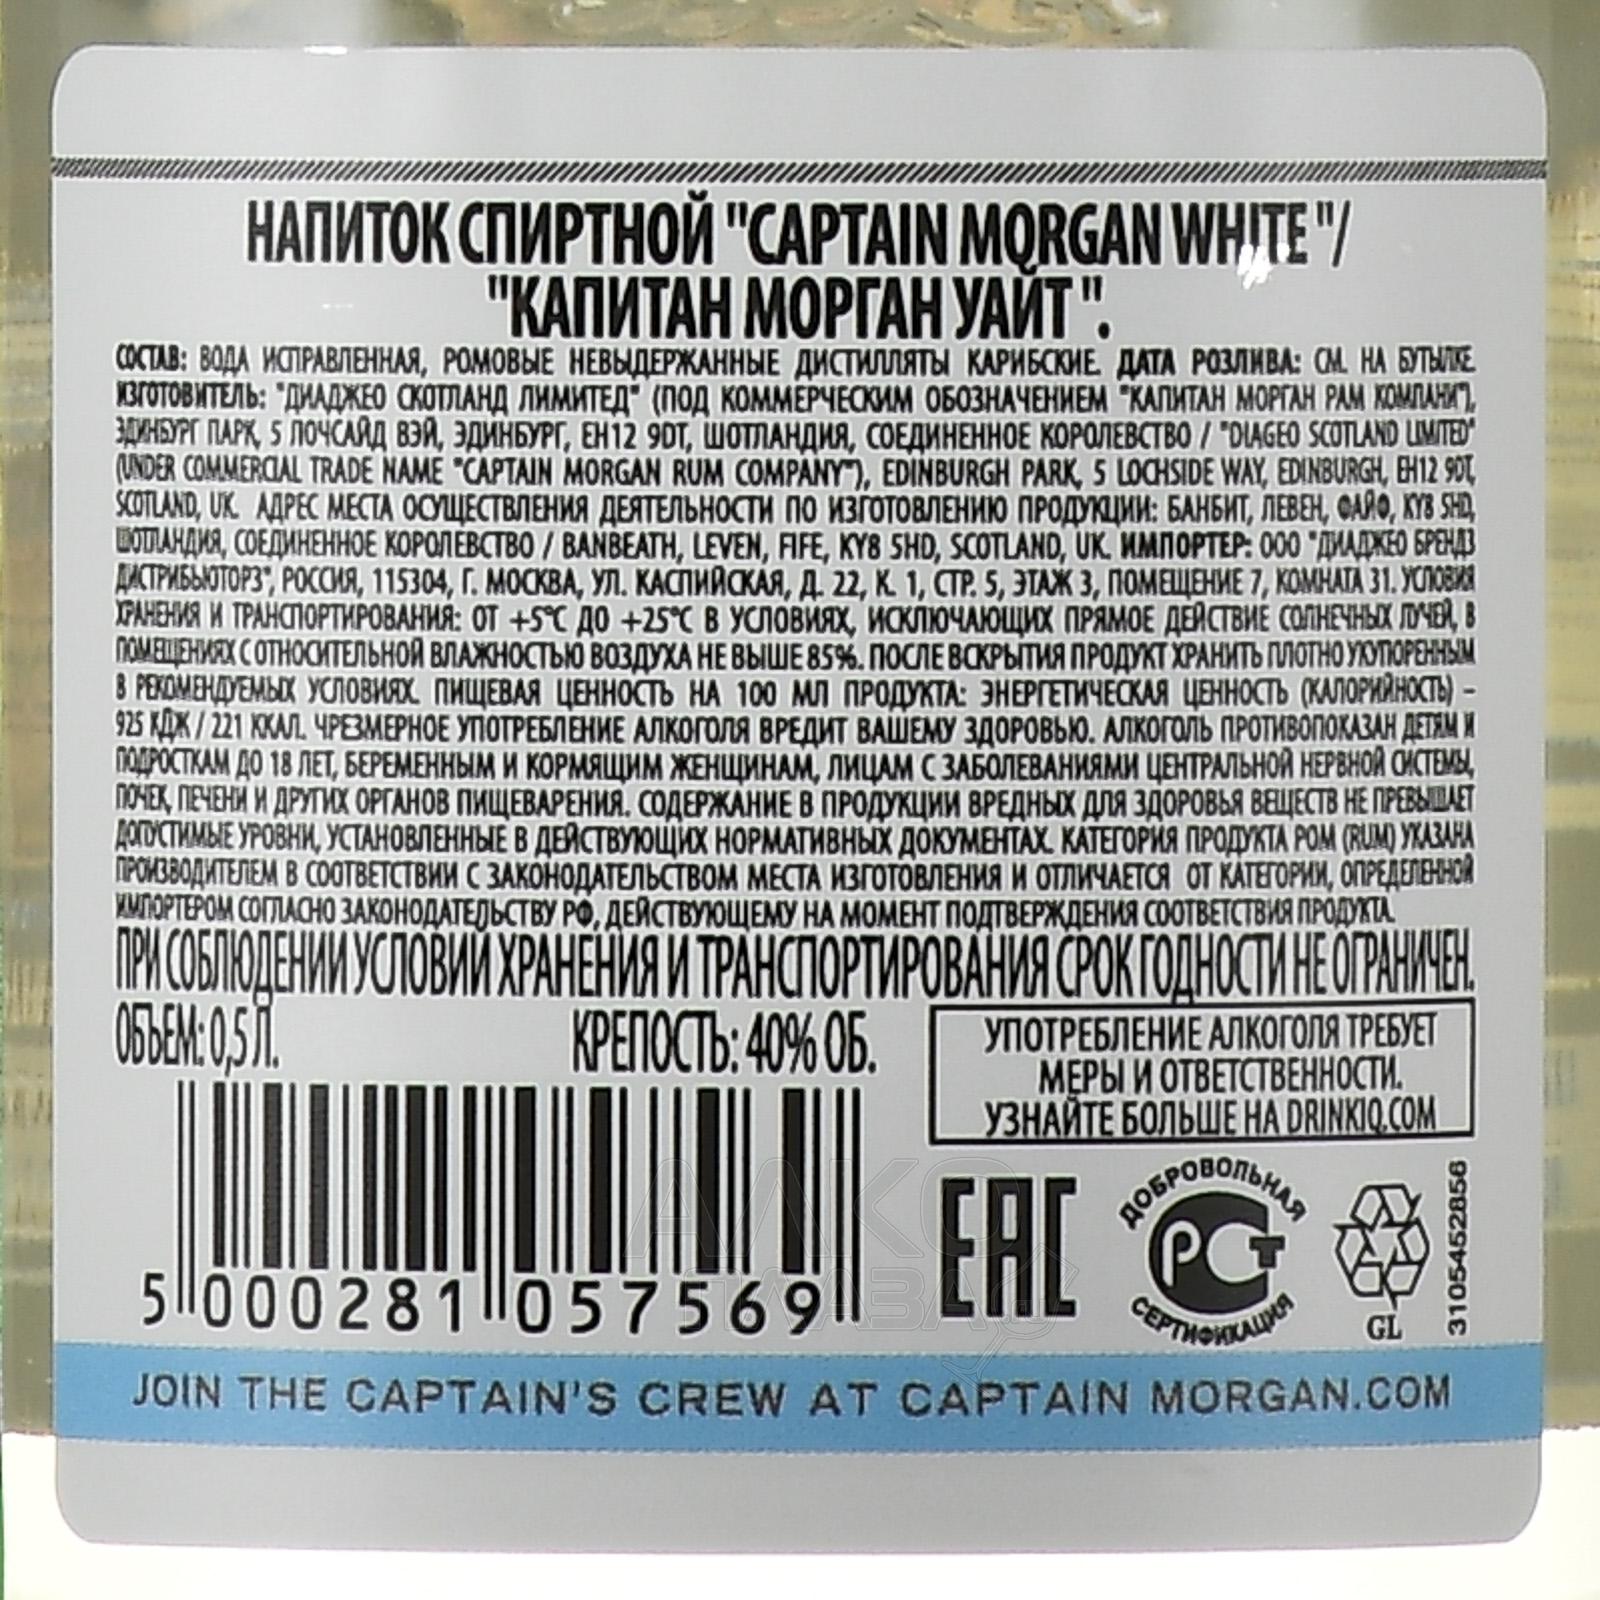 НАПИТОК СПИРТНОЙ "CAPTAIN MORGAN WHITE"/
"КАПИТАН МОРГАН УАЙТ".
СОСТАВ: ВОДА ИСПРАВЛЕННАЯ, РОМОВЫЕ НЕВЫДЕРЖАННЫЕ ДИСТИЛЛЯТЫ КАРИБСКИЕ. ДАТА РОЗЛИВА: СМ. НА БУТЫЛКЕ.
ИЗГОТОВИТЕЛЬ: "ДИАДЖЕО СКОТЛАНД ЛИМИТЕД" (ПОД КОММЕРЧЕСКИМ ОБОЗНАЧЕНИЕМ "КАПИТАН МОРГАН РАМ КОМПАНИ"),
ЭДИНБУРГ ПАРК, 5 ЛОЧСАЙД ВЭЙ, ЭДИНБУРГ, EH12 9DT, ШОТЛАНДИЯ, СОЕДИНЕННОЕ КОРОЛЕВСТВО / "DIAGEO SCOTLAND LIMITED"
(UNDER COMMERCIAL TRADE NAME "CAPTAIN MORGAN RUM COMPANY"), EDINBURGH PARK, 5 LOCHSIDE WAY, EDINBURGH, EH12 9DT,
SCOTLAND, UK. АДРЕС МЕСТА ОСУЩЕСТВЛЕНИЯ ДЕЯТЕЛЬНОСТИ ПО ИЗГОТОВЛЕНИЮ ПРОДУКЦИИ: БАНБИТ, ЛЕВЕН, ФАЙФ, KY8 5HD,
ШОТЛАНДИЯ, СОЕДИНЕННОЕ КОРОЛЕВСТВО / BANBEATH, LEVEN, FIFE, KY8 5HD, SCOTLAND, UK. ИМПОРТЕР: ООО "ДИАДЖЕО БРЕНДЗ
ДИСТРИБЬЮТОРЗ", РОССИЯ, 115304, Г. МОСКВА, УЛ. КАСПИЙСКАЯ, Д. 22, К. 1, СТР. 5, ЭТАЖ 3, ПОМЕЩЕНИЕ 7, КОМНАТА 31. УСЛОВИЯ
ХРАНЕНИЯ И ТРАНСПОРТИРОВАНИЯ: ОТ +5°С ДО +25°С В УСЛОВИЯХ, ИСКЛЮЧАЮЩИХ ПРЯМОЕ ДЕЙСТВИЕ СОЛНЕЧНЫХ ЛУЧЕЙ, В
ПОМЕЩЕНИЯХ С ОТНОСИТЕЛЬНОЙ ВЛАЖНОСТЬЮ ВОЗДУХА НЕ ВЫШЕ 85%. ПОСЛЕ ВСКРЫТИЯ ПРОДУКТ ХРАНИТЬ ПЛОТНО УКУПОРЕННЫМ
В РЕКОМЕНДУЕМЫХ УСЛОВИЯХ. ПИЩЕВАЯ ЦЕННОСТЬ НА 100 МЛ ПРОДУКТА: ЭНЕРГЕТИЧЕСКАЯ ЦЕННОСТЬ (КАЛОРИЙНОСТЬ) –
925 КДЖ / 221 ККАЛ. ЧРЕЗМЕРНОЕ УПОТРЕБЛЕНИЕ АЛКОГОЛЯ ВРЕДИТ ВАШЕМУ ЗДОРОВЬЮ. АЛКОГОЛЬ ПРОТИВОПОКАЗАН ДЕТЯМ И
ПОДРОСТКАМ ДО 18 ЛЕТ, БЕРЕМЕННЫМ И КОРМЯЩИМ ЖЕНЩИНАМ, ЛИЦАМ С ЗАБОЛЕВАНИЯМИ ЦЕНТРАЛЬНОЙ НЕРВНОЙ СИСТЕМЫ,
ПОЧЕК, ПЕЧЕНИ И ДРУГИХ ОРГАНОВ ПИЩЕВАРЕНИЯ. СОДЕРЖАНИЕ В ПРОДУКЦИИ ВРЕДНЫХ ДЛЯ ЗДОРОВЬЯ ВЕЩЕСТВ НЕ ПРЕВЫШАЕТ
ДОПУСТИМЫЕ УРОВНИ, УСТАНОВЛЕННЫЕ В ДЕЙСТВУЮЩИХ НОРМАТИВНЫХ ДОКУМЕНТАХ. КАТЕГОРИЯ ПРОДУКТА РОМ (RUM) УКАЗАНА
ПРОИЗВОДИТЕЛЕМ В СООТВЕТСТВИИ С ЗАКОНОДАТЕЛЬСТВОМ МЕСТА ИЗГОТОВЛЕНИЯ И ОТЛИЧАЕТСЯ ОТ КАТЕГОРИИ, ОПРЕДЕЛЕННОЙ
ИМПОРТЕРОМ СОГЛАСНО ЗАКОНОДАТЕЛЬСТВУ РФ, ДЕЙСТВУЮЩЕМУ НА МОМЕНТ ПОДТВЕРЖДЕНИЯ СООТВЕТСТВИЯ ПРОДУКТА.
ПРИ СОБЛЮДЕНИИ УСЛОВИЙ ХРАНЕНИЯ И ТРАНСПОРТИРОВАНИЯ СРОК ГОДНОСТИ НЕ ОГРАНИЧЕН.
ОБЪЕМ: 0,5 Л. КРЕПОСТЬ: 40% ОБ.
УПОТРЕБЛЕНИЕ АЛКОГОЛЯ ТРЕБУЕТ
МЕРЫ И ОТВЕТСТВЕННОСТИ.
УЗНАЙТЕ БОЛЬШЕ НА DRINKIQ.COM
5 000281 057569
EAC
ДОБРОВОЛЬНАЯ
РСТ
СЕРТИФИКАЦИЯ
GL
3105452856
АЛКО
ПЛАЗА.RU
JOIN THE CAPTAIN'S CREW AT CAPTAIN MORGAN.COM